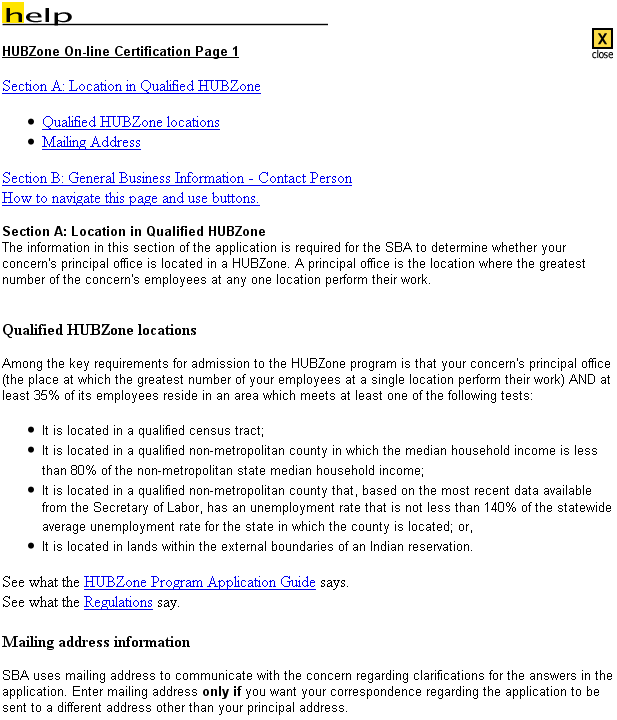 help
X
close
HUBZone On-line Certification Page 1
Section A: Location in Qualified HUBZone
• Qualified HUBZone locations
• Mailing Address
Section B: General Business Information - Contact Person
How to navigate this page and use buttons.
Section A: Location in Qualified HUBZone
The information in this section of the application is required for the SBA to determine whether your
concern's principal office is located in a HUBZone. A principal office is the location where the greatest
number of the concern's employees at any one location perform their work.
Qualified HUBZone locations
Among the key requirements for admission to the HUBZone program is that your concern's principal office
(the place at which the greatest number of your employees at a single location perform their work) AND at
least 35% of its employees reside in an area which meets at least one of the following tests:
• It is located in a qualified census tract;
• It is located in a qualified non-metropolitan county in which the median household income is less
than 80% of the non-metropolitan state median household income;
• It is located in a qualified non-metropolitan county that, based on the most recent data available
from the Secretary of Labor, has an unemployment rate that is not less than 140% of the statewide
average unemployment rate for the state in which the county is located; or,
• It is located in lands within the external boundaries of an Indian reservation.
See what the HUBZone Program Application Guide says.
See what the Regulations say.
Mailing address information
SBA uses mailing address to communicate with the concern regarding clarifications for the answers in the
application. Enter mailing address only if you want your correspondence regarding the application to be
sent to a different address other than your principal address.